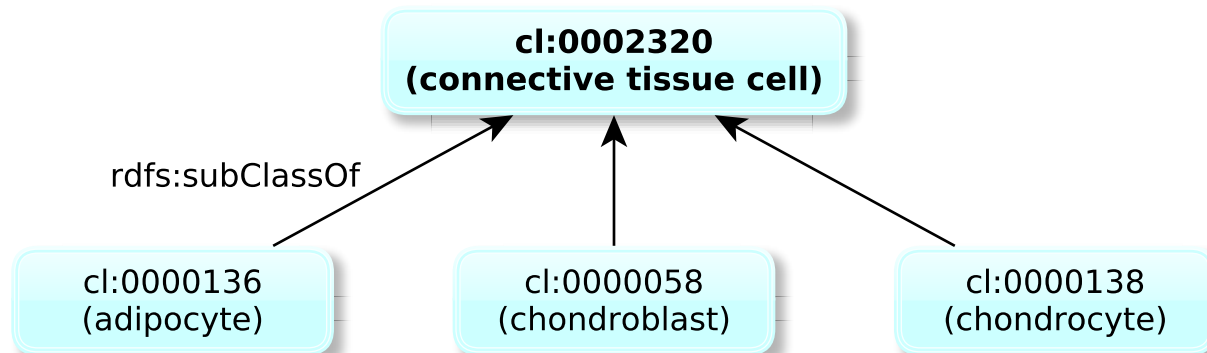 cl:0002320
(connective tissue cell)
rdfs:subClassOf
cl:0000136
(adipocyte)
cl:0000058
(chondroblast)
cl:0000138
(chondrocyte)